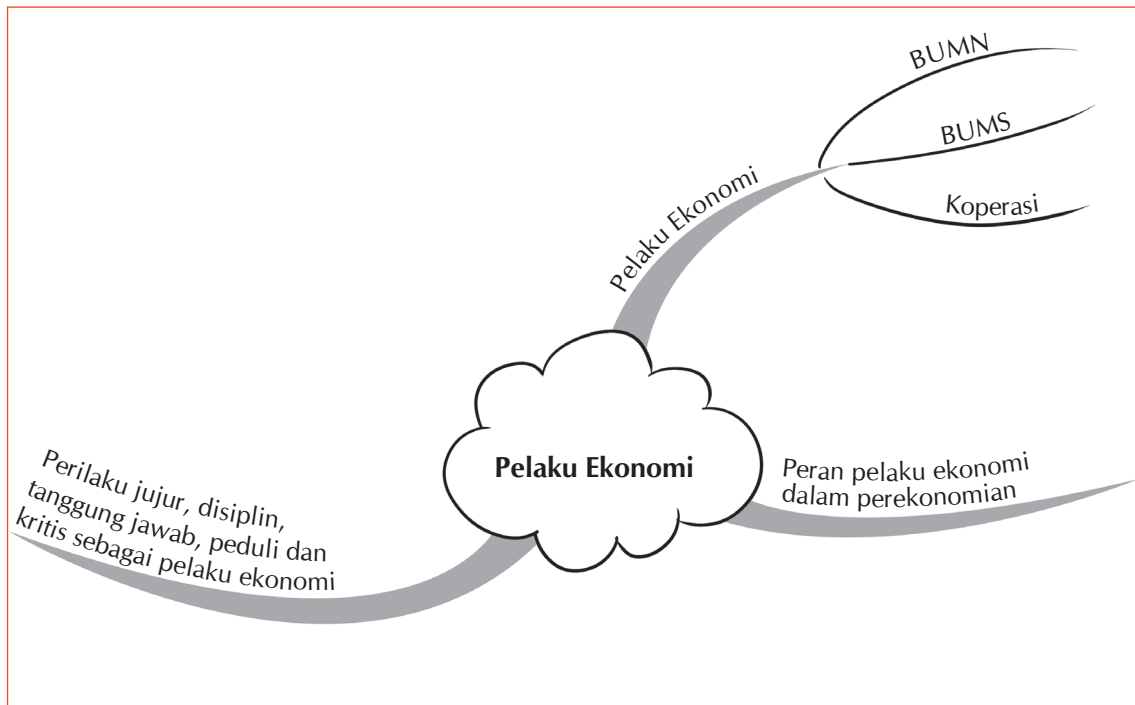 BUMN
BUMS
Koperasi
Pelaku Ekonomi
Pelaku Ekonomi
Peran pelaku ekonomi
dalam perekonomian
Perilaku jujur, disiplin,
tanggung jawab, peduli dan
kritis sebagai pelaku ekonomi